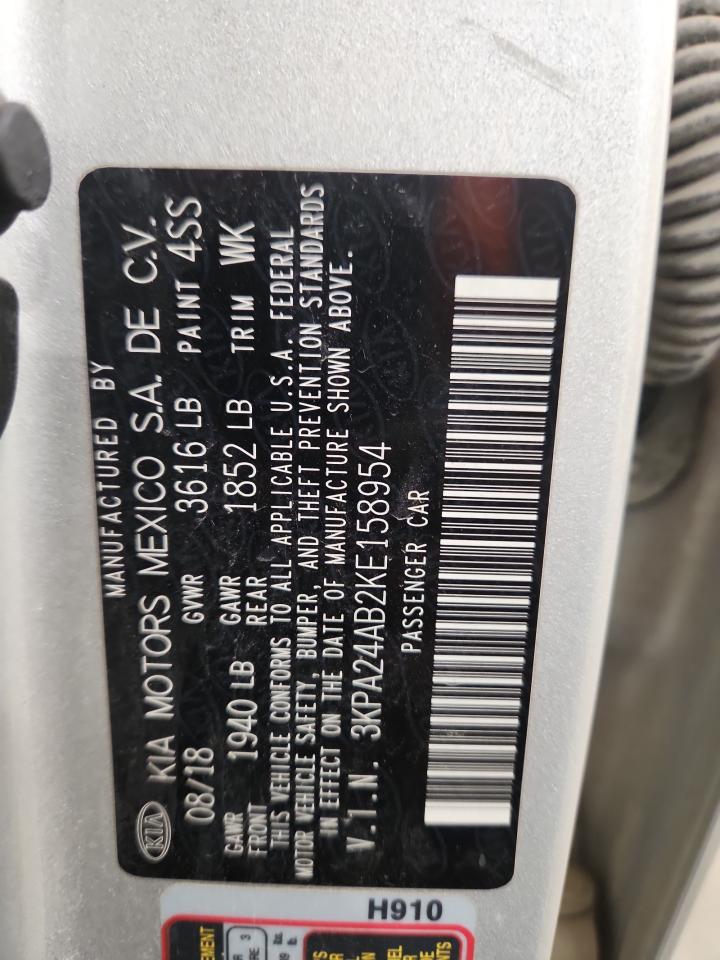 MANUFACTURED BY
KIA KIA MOTORS MEXICO S.A. DE C.V.
08/18 GVWR 3616 LB PAINT 4SS
GAWR FRONT 1940 LB GAWR REAR 1852 LB TRIM WK
THIS VEHICLE CONFORMS TO ALL APPLICABLE U.S.A. FEDERAL
MOTOR VEHICLE SAFETY, BUMPER, AND THEFT PREVENTION STANDARDS
IN EFFECT ON THE DATE OF MANUFACTURE SHOWN ABOVE.
V.I.N. 3KPA24AB2KE158954
PASSENGER CAR
H910